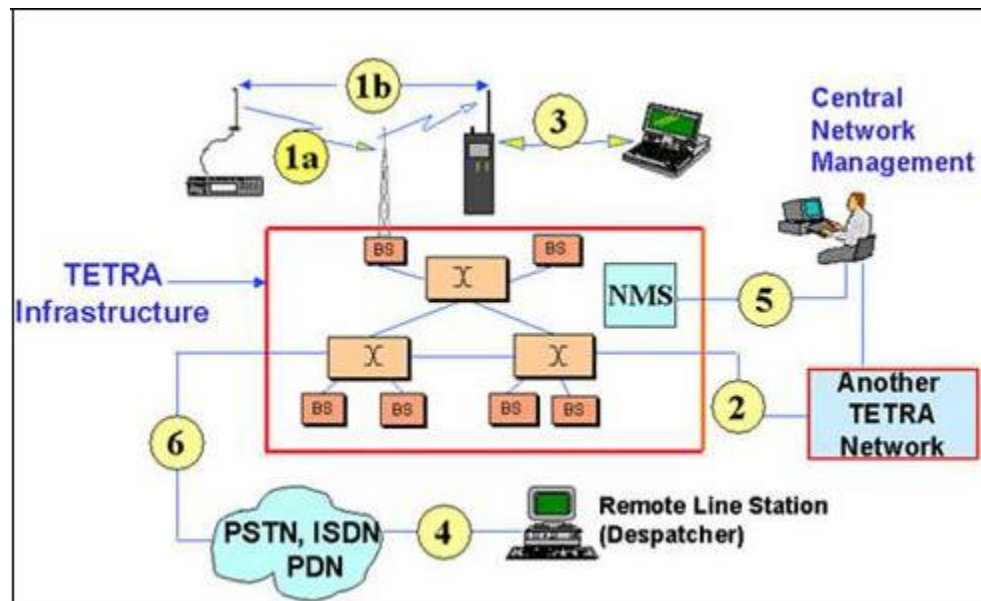 1b
1a
3
Central
Network
Management
BS
BS
TETRA
Infrastructure
NMS
5
BS
BS
BS
BS
2
Another
TETRA
Network
6
PSTN, ISDN
PDN
4
Remote Line Station
(Despatcher)